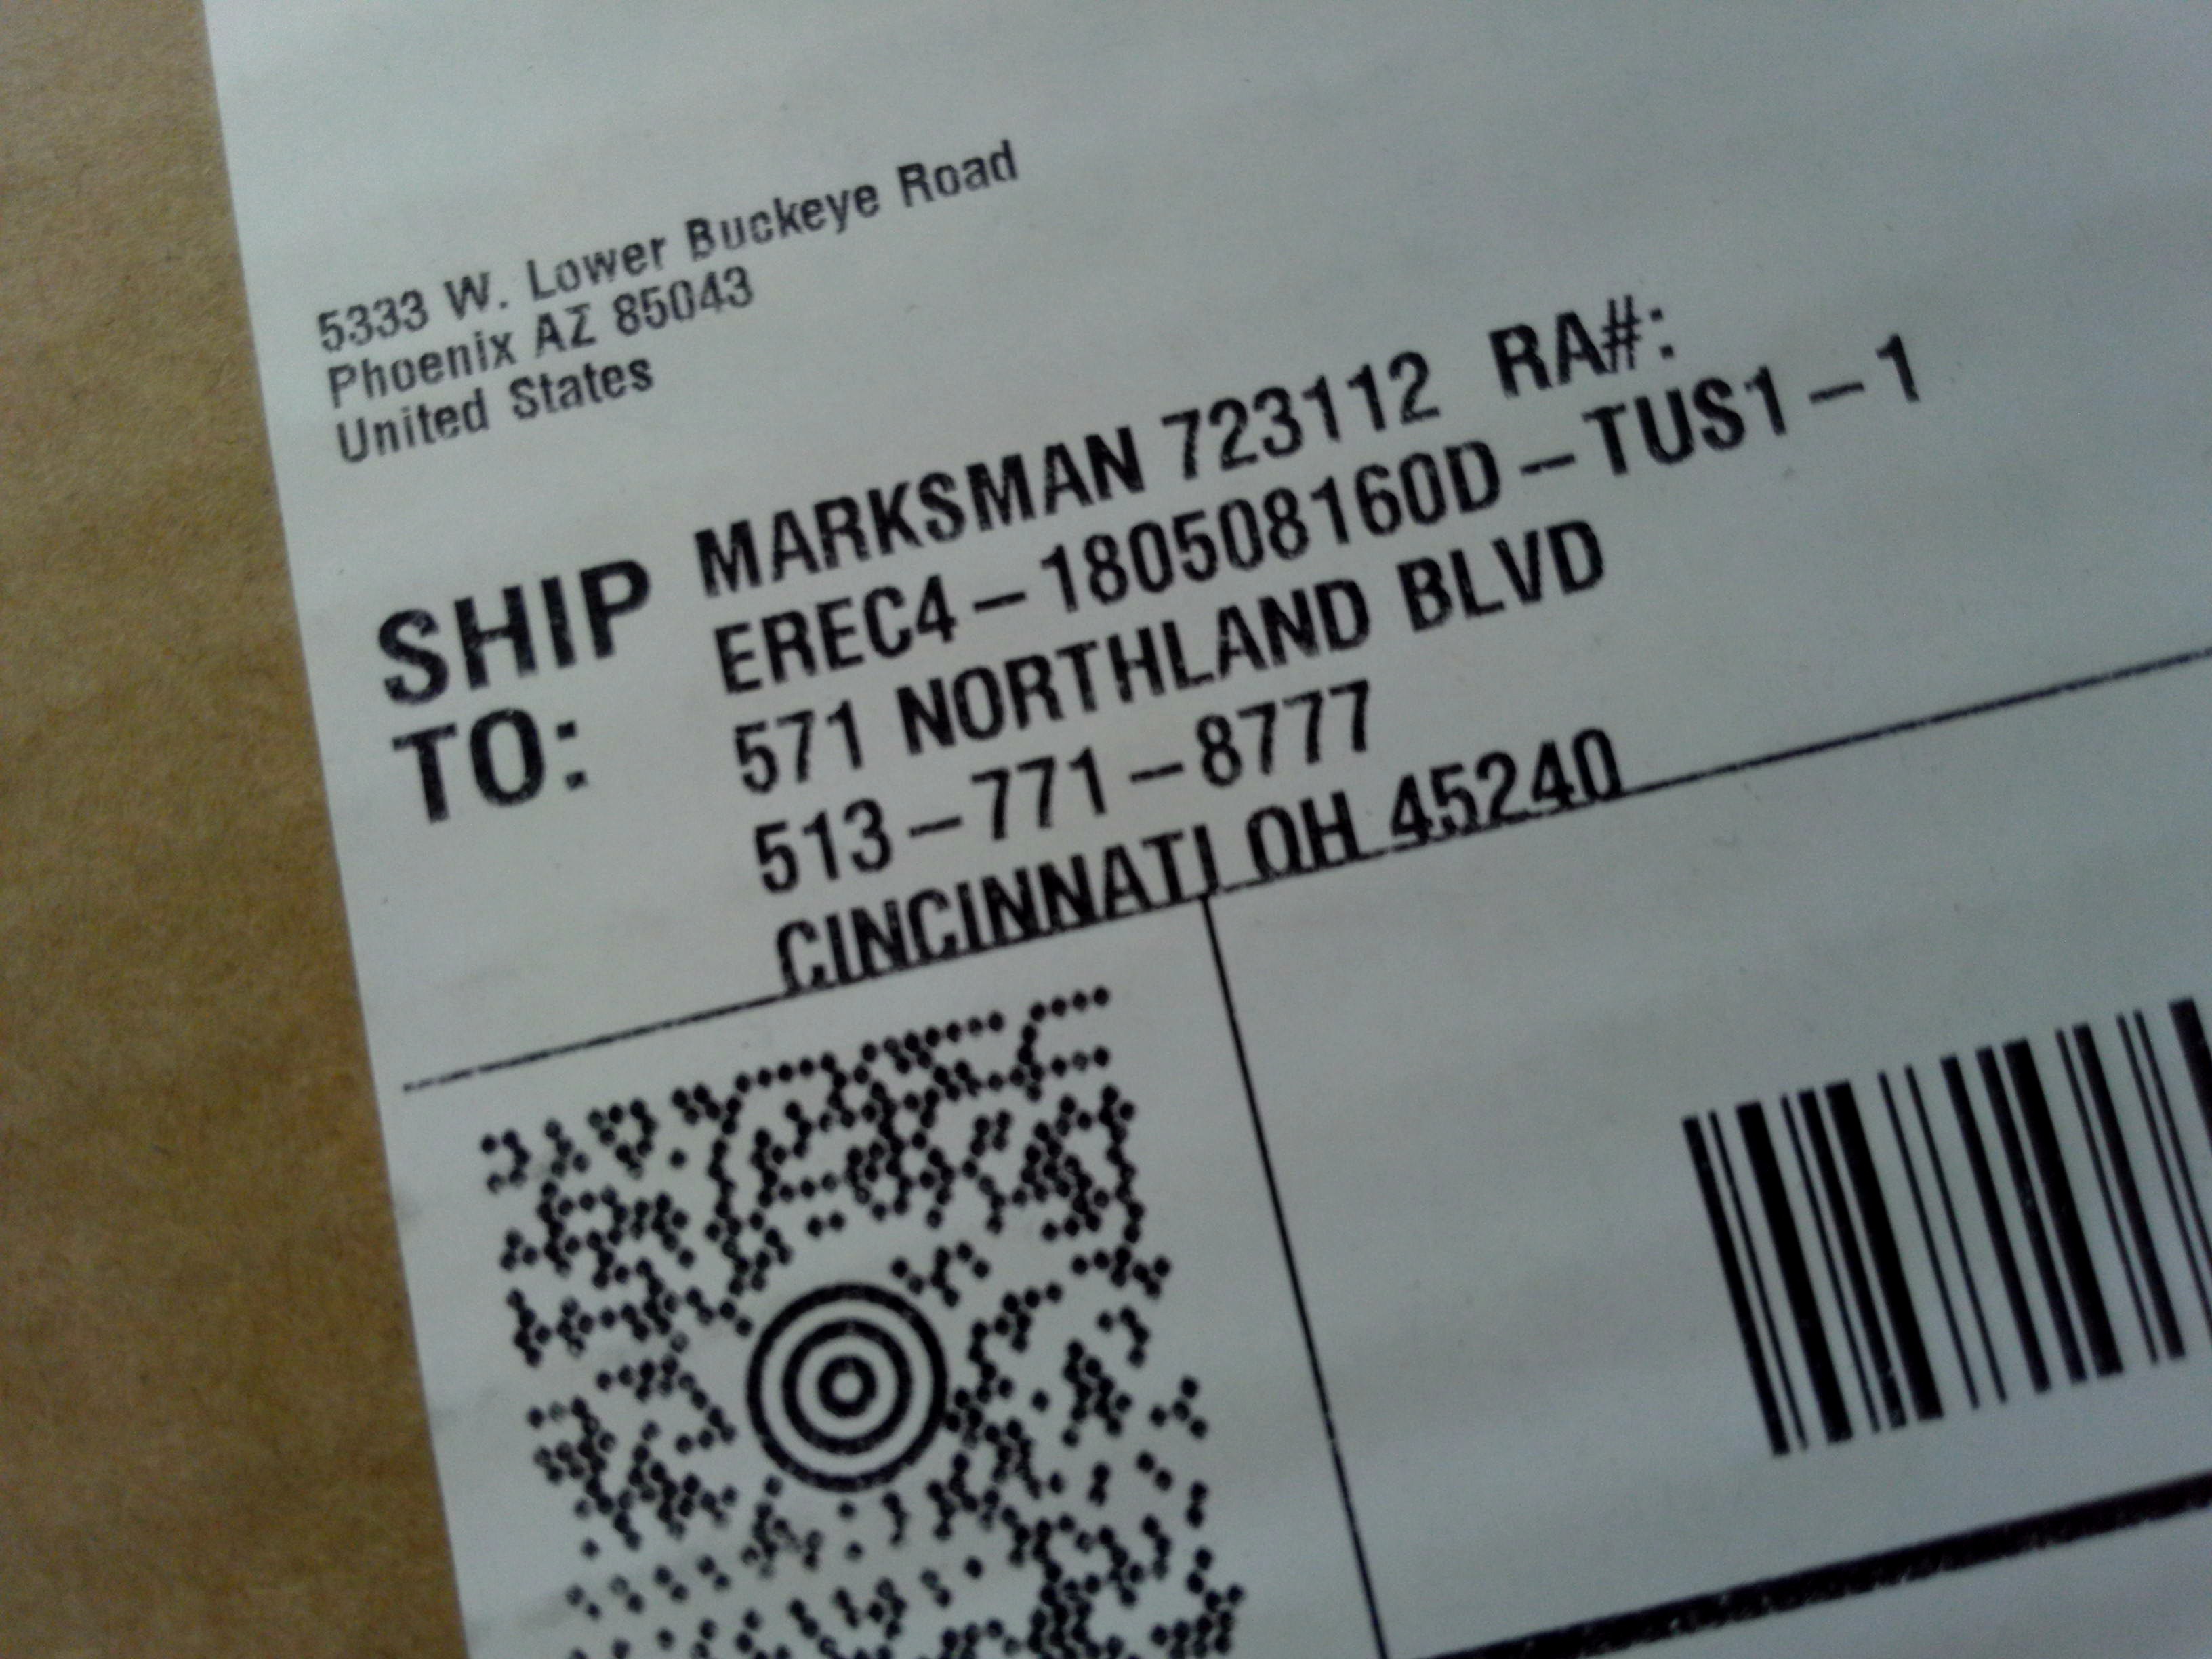 5333 W. Lower Buckeye Road
Phoenix AZ 85043
United States
SHIP TO:
MARKSMAN 723112 RA#:
EREC4-180508160D-TUS1-1
571 NORTHLAND BLVD
513-771-8777
CINCINNATI OH 45240